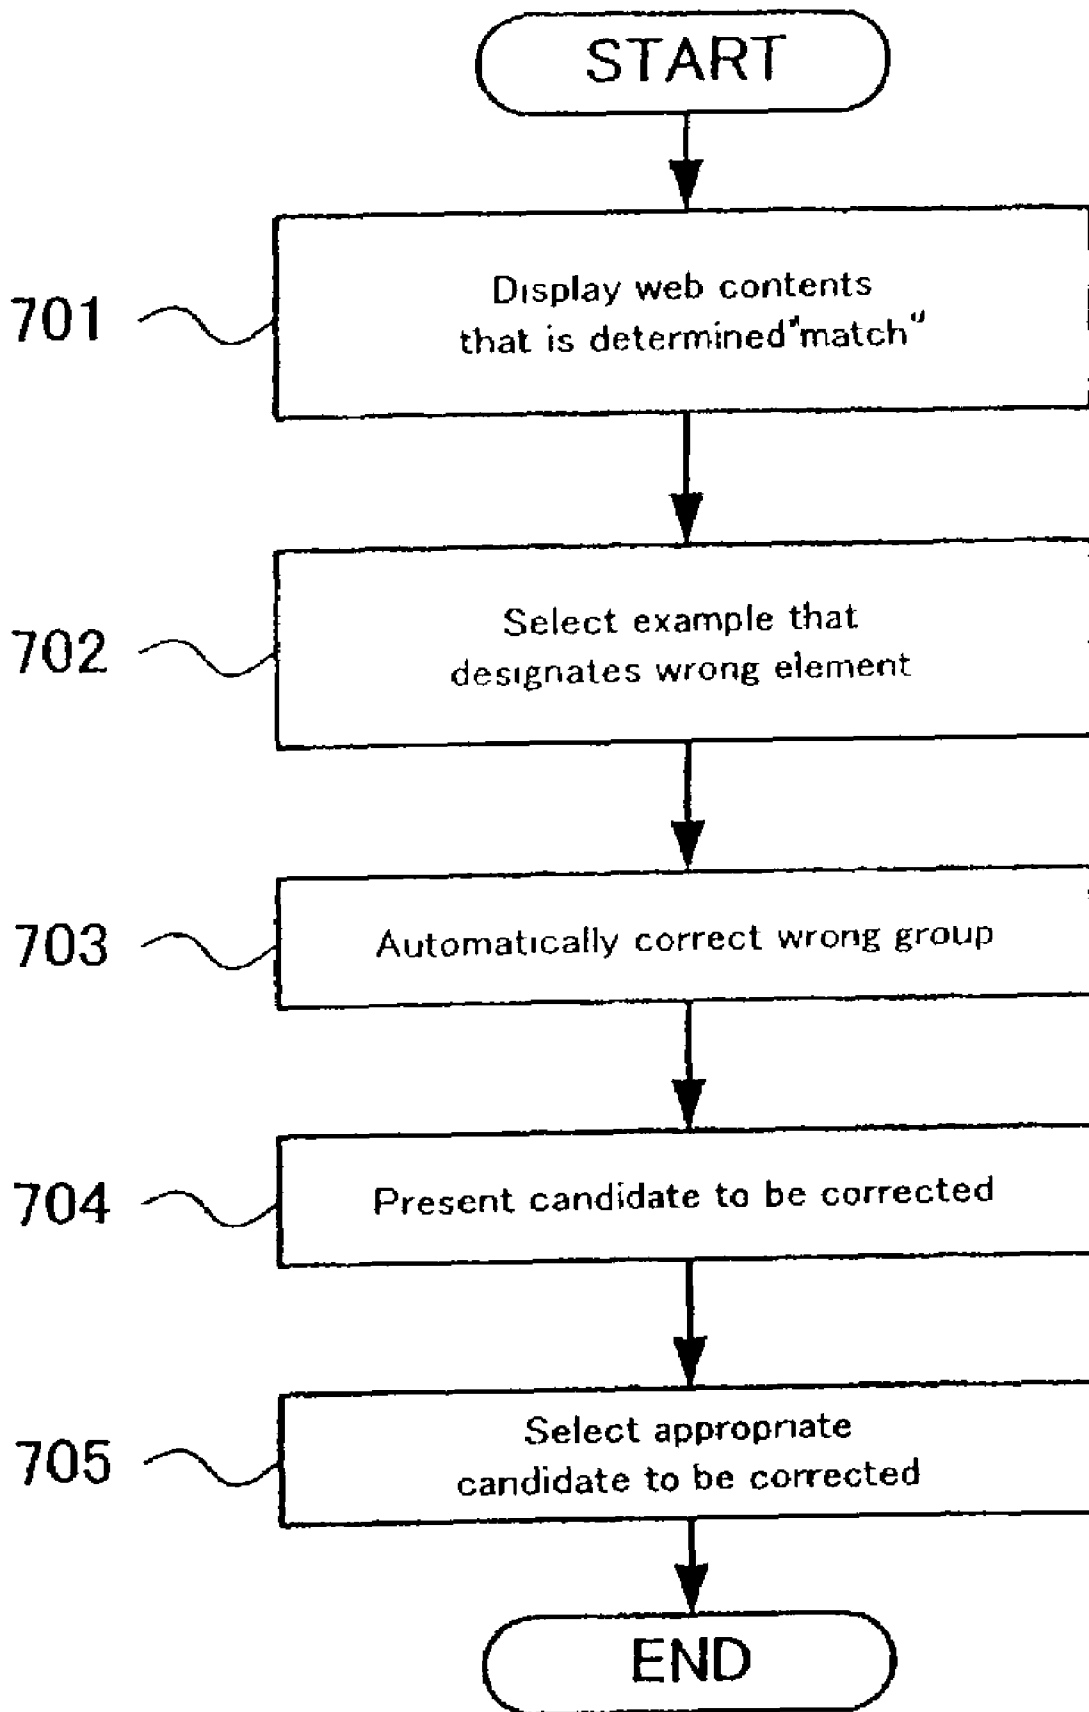 START
701
Display web contents
that is determined"match"
702
Select example that
designates wrong element
703
Automatically correct wrong group
704
Present candidate to be corrected
705
Select appropriate
candidate to be corrected
END